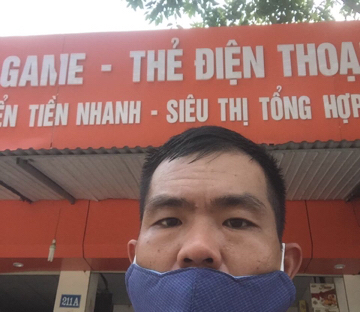 GAME - THẺ ĐIỆN THOẠ
ỂN TIỀN NHANH - SIÊU THỊ TỔNG HỢP
211A